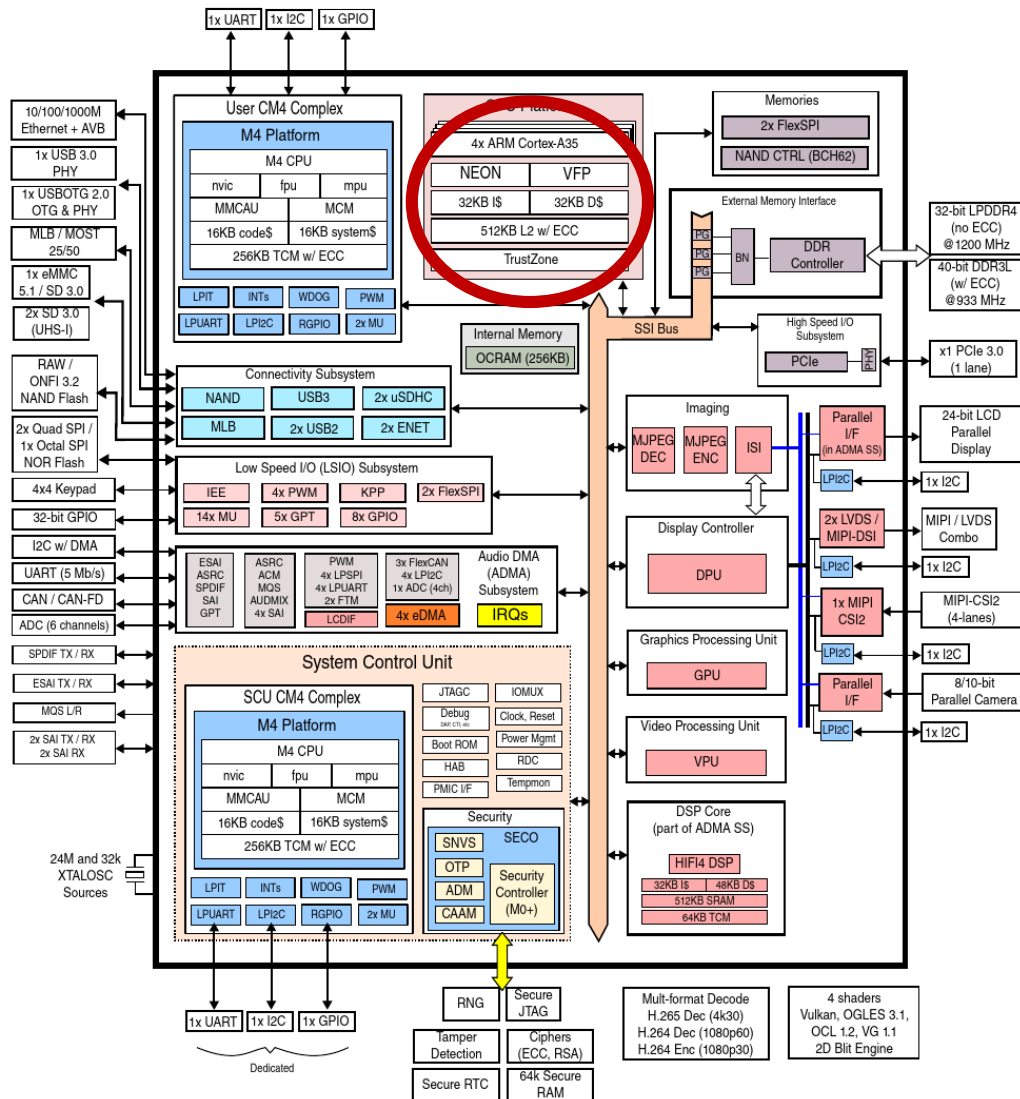 1x UART
1x I2C
1x GPIO
10/100/1000M
Ethernet + AVB
1x USB 3.0
PHY
1x USBOTG 2.0
OTG & PHY
MLB / MOST
25/50
1x eMMC
5.1 / SD 3.0
2x SD 3.0
(UHS-I)
RAW /
ONFI 3.2
NAND Flash
2x Quad SPI /
1x Octal SPI
NOR Flash
4x4 Keypad
32-bit GPIO
I2C w/ DMA
UART (5 Mb/s)
CAN / CAN-FD
ADC (6 channels)
SPDIF TX / RX
ESAI TX / RX
MQS L/R
2x SAI TX / RX
2x SAI RX
24M and 32k
XTALOSC
Sources
User CM4 Complex
M4 Platform
M4 CPU
nvic
fpu
mpu
MMCAU
MCM
16KB code$
16KB system$
256KB TCM w/ ECC
LPIT
INTs
WDOG
PWM
LPUART
LPI2C
RGPIO
2x MU
4x ARM Cortex-A35
NEON
VFP
32KB I$
32KB D$
512KB L2 w/ ECC
TrustZone
Memories
2x FlexSPI
NAND CTRL (BCH62)
External Memory Interface
PG
PG
PG
BN
DDR
Controller
32-bit LPDDR4
(no ECC)
@1200 MHz
40-bit DDR3L
(w/ ECC)
@933 MHz
SSI Bus
Internal Memory
OCRAM (256KB)
High Speed I/O
Subsystem
PCIe
PHY
x1 PCIe 3.0
(1 lane)
Connectivity Subsystem
NAND
USB3
2x uSDHC
MLB
2x USB2
2x ENET
Low Speed I/O (LSIO) Subsystem
IEE
4x PWM
KPP
2x FlexSPI
14x MU
5x GPT
8x GPIO
ESAI
ASRC
SPDIF
SAI
GPT
ASRC
ACM
MQS
AUDMIX
4x SAI
PWM
4x LPSPI
4x LPUART
2x FTM
LCDIF
3x FlexCAN
4x LPI2C
1x ADC (4ch)
4x eDMA
Audio DMA
(ADMA)
Subsystem
IRQs
Imaging
MJPEG
DEC
MJPEG
ENC
ISI
Display Controller
DPU
Graphics Processing Unit
GPU
Video Processing Unit
VPU
DSP Core
(part of ADMA SS)
HIFI4 DSP
32KB I$
48KB D$
512KB SRAM
64KB TCM
Parallel
I/F
(in ADMA SS)
LPI2C
24-bit LCD
Parallel
Display
1x I2C
2x LVDS /
MIPI-DSI
LPI2C
MIPI / LVDS
Combo
1x I2C
1x MIPI
CSI2
LPI2C
MIPI-CSI2
(4-lanes)
1x I2C
Parallel
I/F
LPI2C
8/10-bit
Parallel Camera
1x I2C
System Control Unit
SCU CM4 Complex
M4 Platform
M4 CPU
nvic
fpu
mpu
MMCAU
MCM
16KB code$
16KB system$
256KB TCM w/ ECC
LPIT
INTs
WDOG
PWM
LPUART
LPI2C
RGPIO
2x MU
JTAGC
IOMUX
Debug
DAP, CTI, etc
Clock, Reset
Boot ROM
Power Mgmt
HAB
RDC
PMIC I/F
Tempmon
Security
SNVS
OTP
ADM
CAAM
SECO
Security
Controller
(M0+)
1x UART
1x I2C
1x GPIO
Dedicated
RNG
Secure
JTAG
Tamper
Detection
Ciphers
(ECC, RSA)
Secure RTC
64k Secure
RAM
Mult-format Decode
H.265 Dec (4k30)
H.264 Dec (1080p60)
H.264 Enc (1080p30)
4 shaders
Vulkan, OGLES 3.1,
OCL 1.2, VG 1.1
2D Blit Engine